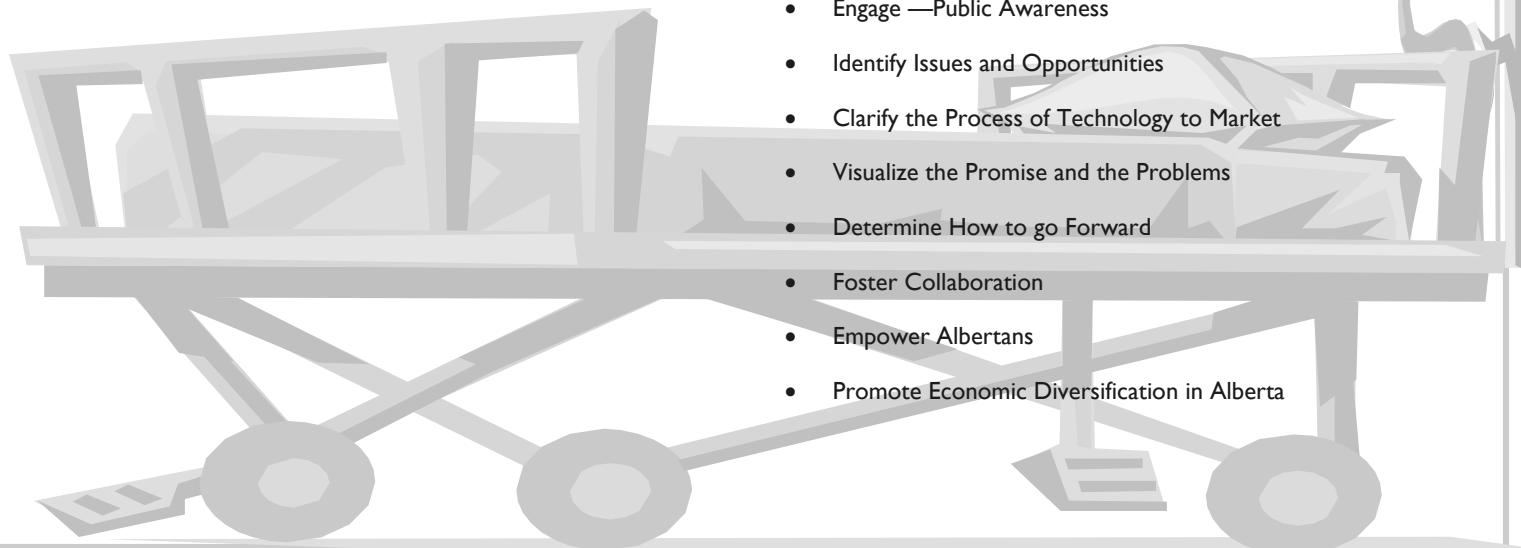 • Engage —Public Awareness
• Identify Issues and Opportunities
• Clarify the Process of Technology to Market
• Visualize the Promise and the Problems
• Determine How to go Forward
• Foster Collaboration
• Empower Albertans
• Promote Economic Diversification in Alberta